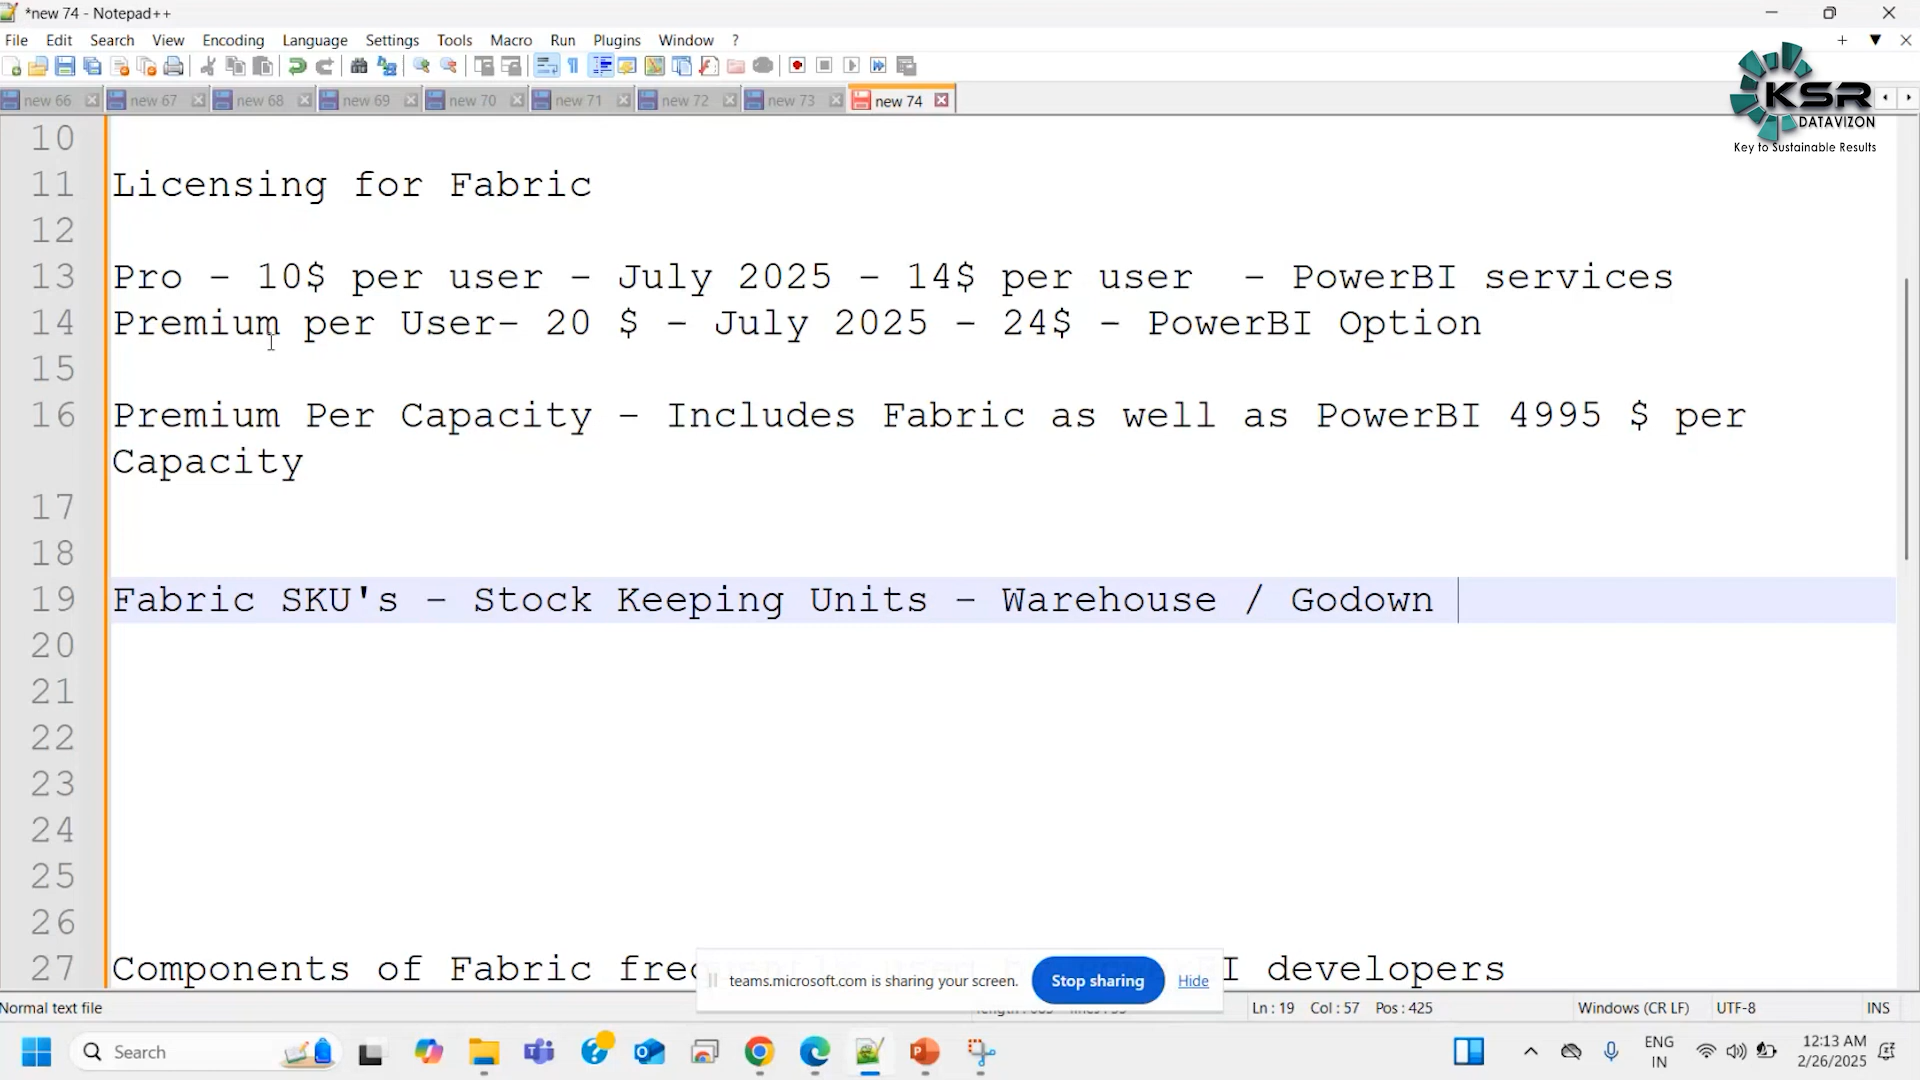 *new 74 - Notepad++
File Edit Search View Encoding Language Settings Tools Macro Run Plugins Window ?
new 66 new 67 new 68 new 69 new 70 new 71 new 72 new 73 new 74
KSR
DATAVIZON
Key to Sustainable Results
10
11 Licensing for Fabric
12
13 Pro - 10$ per user - July 2025 - 14$ per user - PowerBI services
14 Premium per User- 20 $ - July 2025 - 24$ - PowerBI Option
15
16 Premium Per Capacity - Includes Fabric as well as PowerBI 4995 $ per
Capacity
17
18
19 Fabric SKU's - Stock Keeping Units - Warehouse / Godown
20
21
22
23
24
25
26
27 Components of Fabric developers
teams.microsoft.com is sharing your screen. Stop sharing Hide
Normal text file Ln : 19 Col : 57 Pos : 425 Windows (CR LF) UTF-8 INS
Search
ENG
IN
12:13 AM
2/26/2025